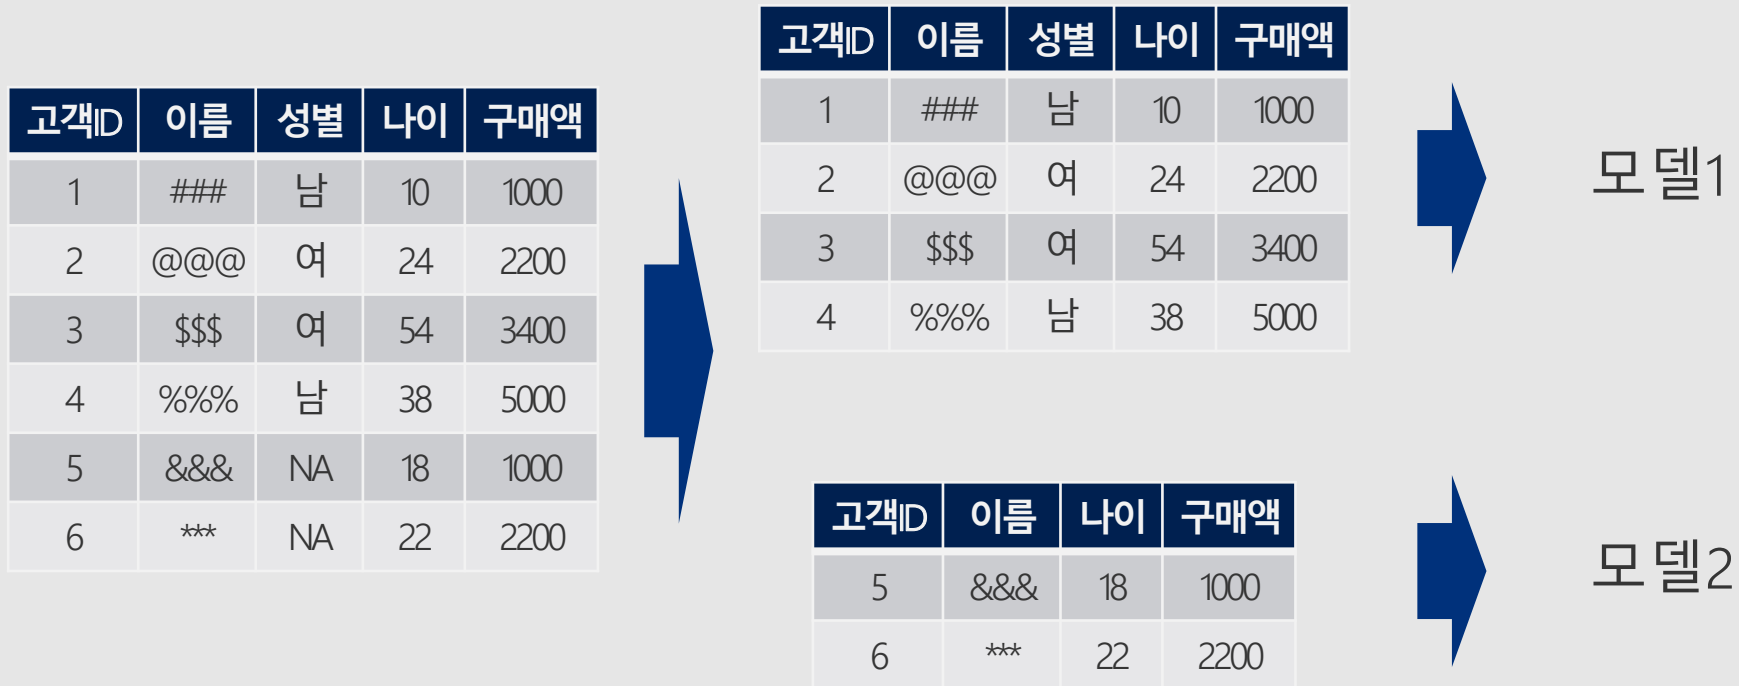 고객ID 이름 성별 나이 구매액
1 ### 남 10 1000
2 @@@ 여 24 2200
3 $$$ 여 54 3400
4 %%% 남 38 5000
5 &&& NA 18 1000
6 *** NA 22 2200
고객ID 이름 성별 나이 구매액
1 ### 남 10 1000
2 @@@ 여 24 2200
3 $$$ 여 54 3400
4 %%% 남 38 5000
모델1
고객ID 이름 나이 구매액
5 &&& 18 1000
6 *** 22 2200
모델2